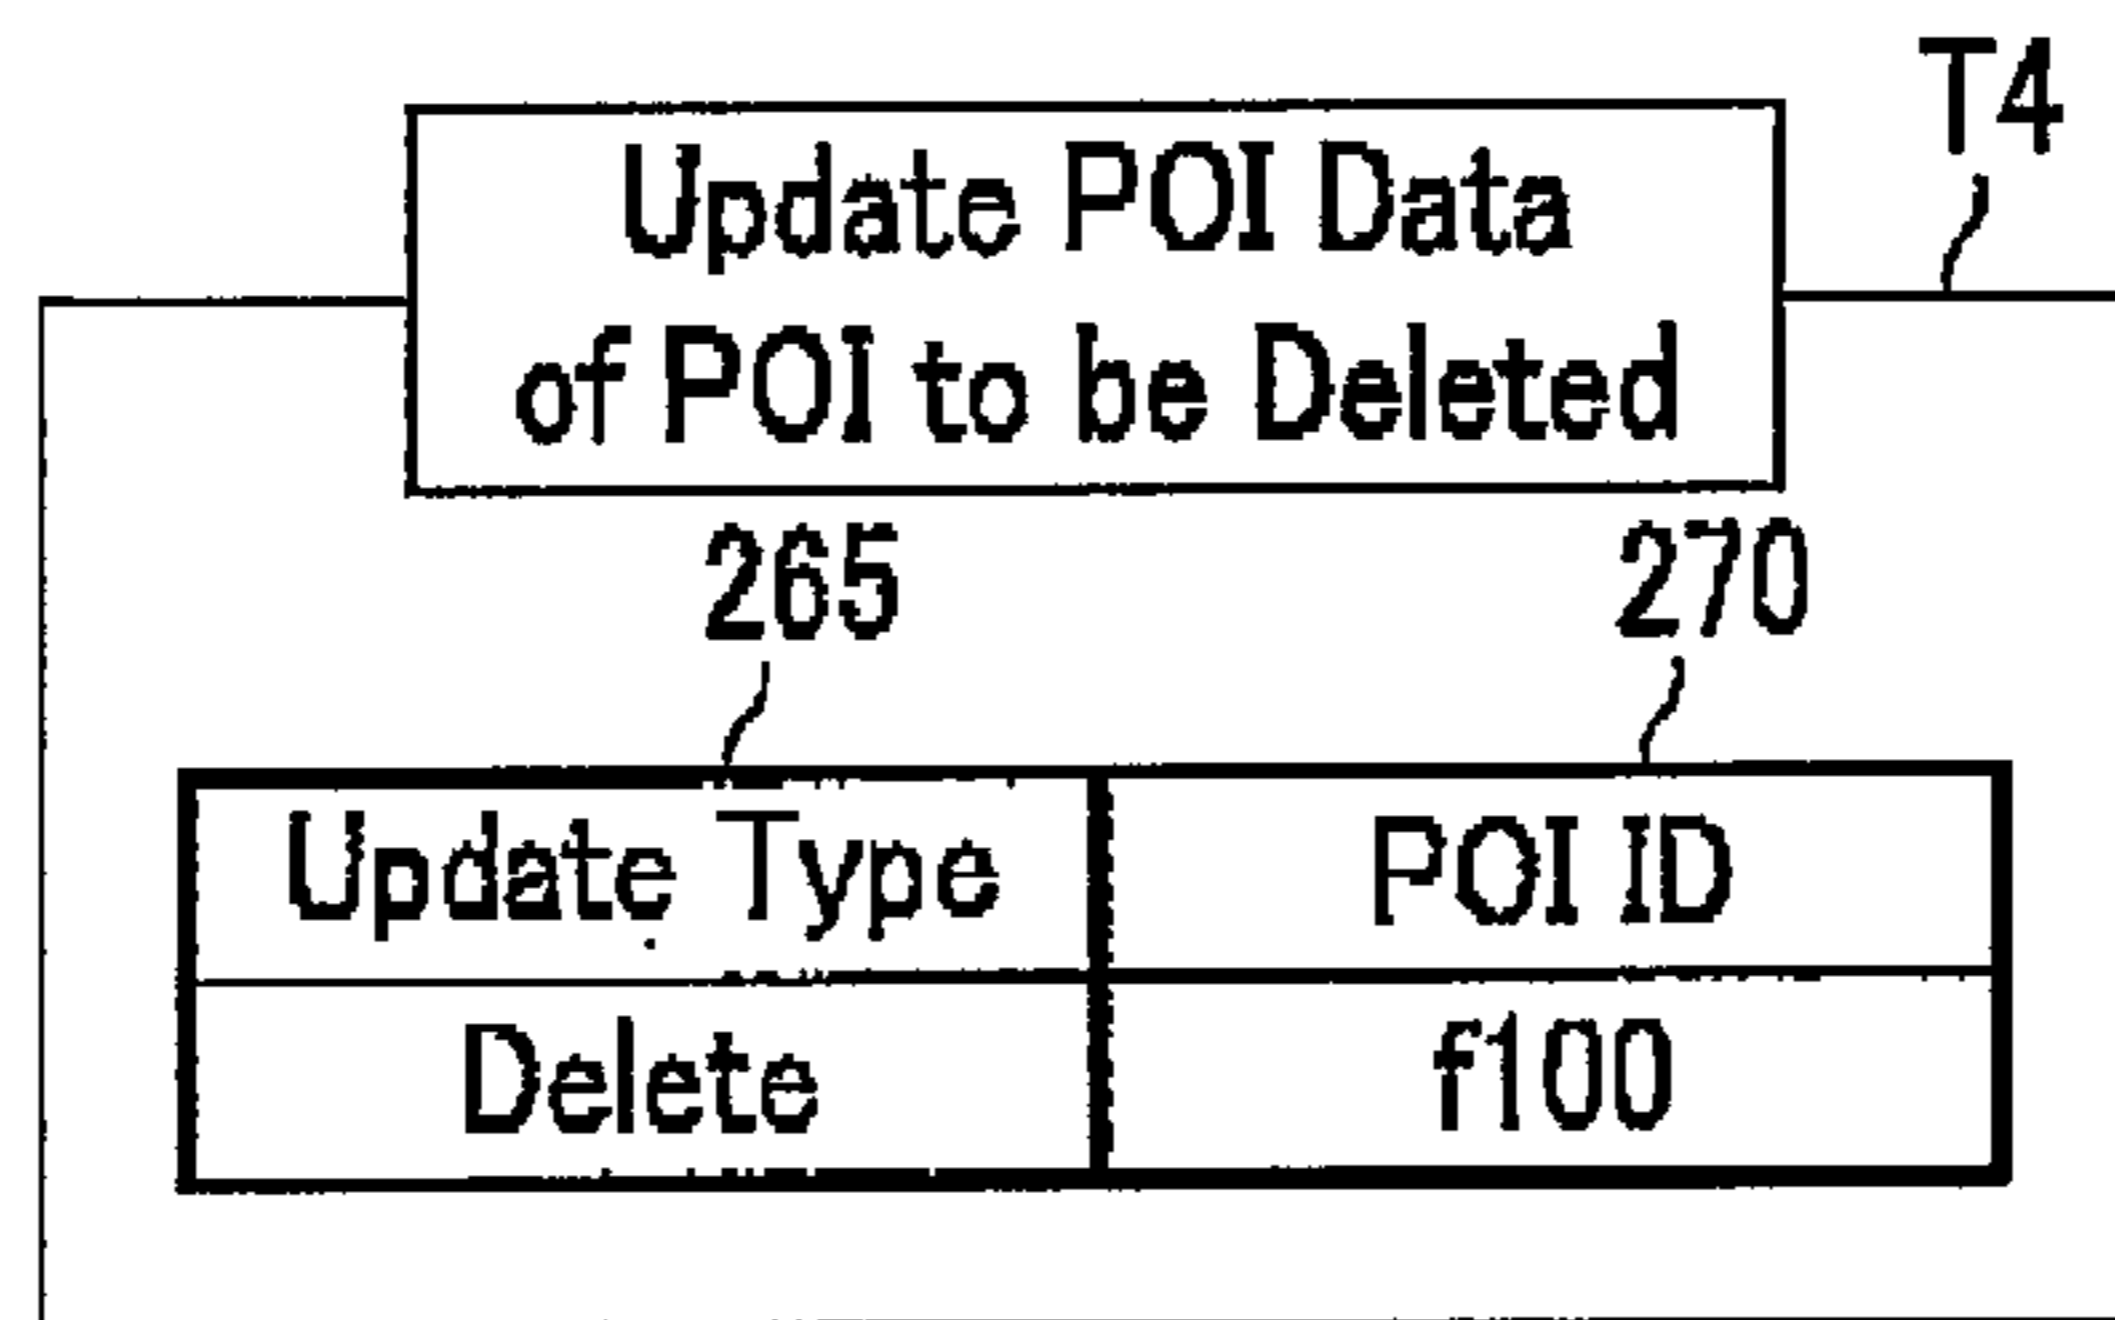 T4
Update POI Data
of POI to be Deleted
265 270
Update Type POI ID
Delete f100